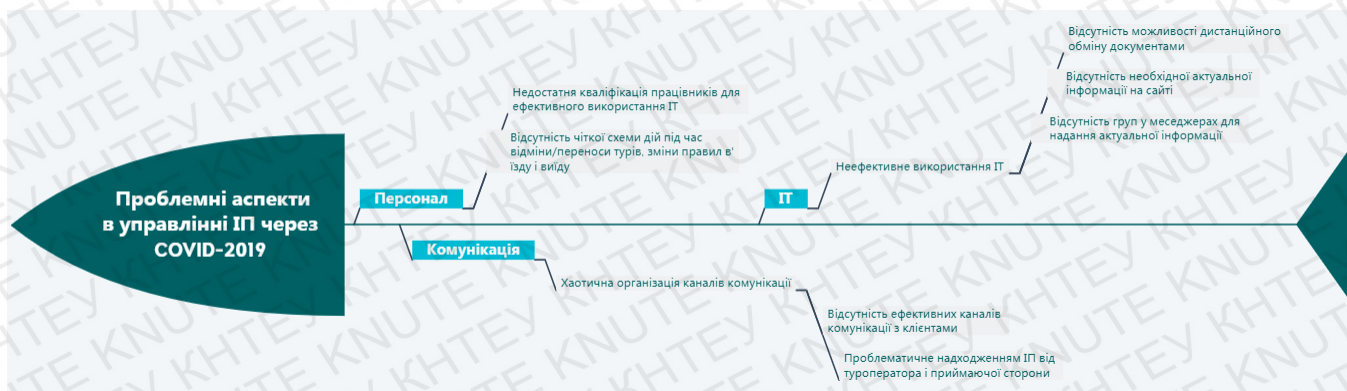 Проблемні аспекти
в управлінні ІП через
COVID-2019
Персонал
Недостатня кваліфікація працівників для
ефективного використання ІТ
Відсутність чіткої схеми дій під час
відміни/переноси турів, зміни правил в'
їзду і виїду
ІТ
Неефективне використання ІТ
Відсутність можливості дистанційного
обміну документами
Відсутність необхідної актуальної
інформації на сайті
Відсутність груп у меседжерах для
надання актуальної інформації
Комунікація
Хаотична організація каналів комунікації
Відсутність ефективних каналів
комунікації з клієнтами
Проблематичне надходженням ІП від
туроператора і приймаючої сторони
KNUTE КНТЕУ